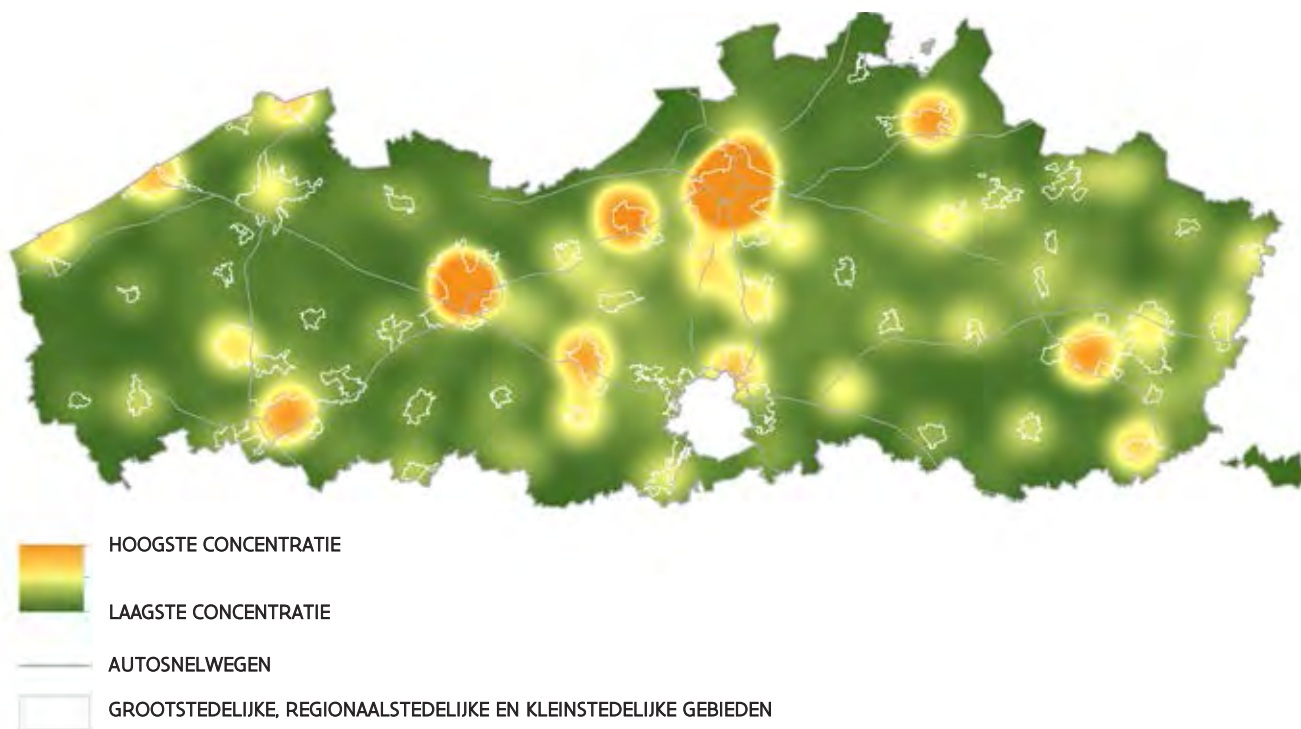 HOOGSTE CONCENTRATIE
LAAGSTE CONCENTRATIE
AUTOSNELWEGEN
GROOTSTEDELIJKE, REGIONAALSTEDELIJKE EN KLEINSTEDELIJKE GEBIEDEN